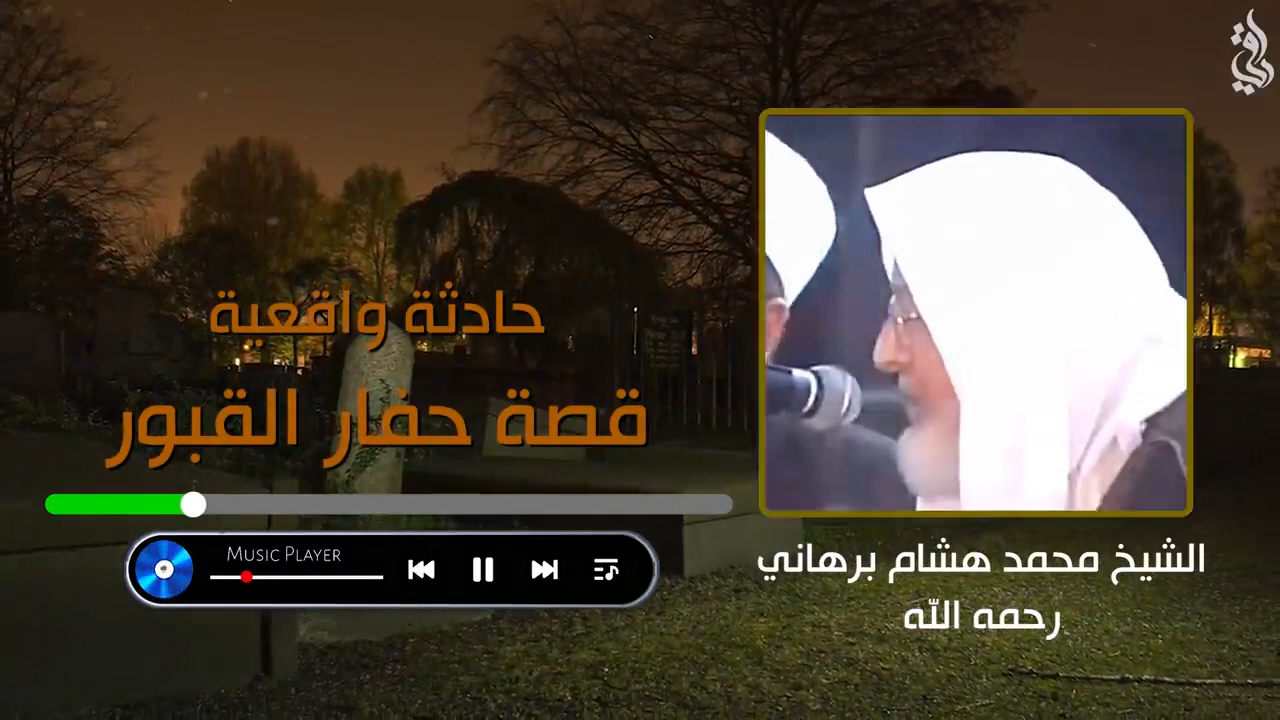 حادثة واقعية
قصة حفار القبور
Music Player
الشيخ محمد هشام برهاني
رحمه الله